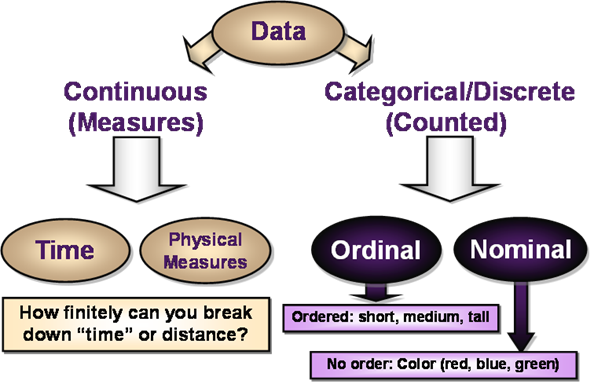 Data
Continuous
(Measures)
Categorical/Discrete
(Counted)
Time
Physical
Measures
Ordinal
Nominal
How finitely can you break
down “time” or distance?
Ordered: short, medium, tall
No order: Color (red, blue, green)